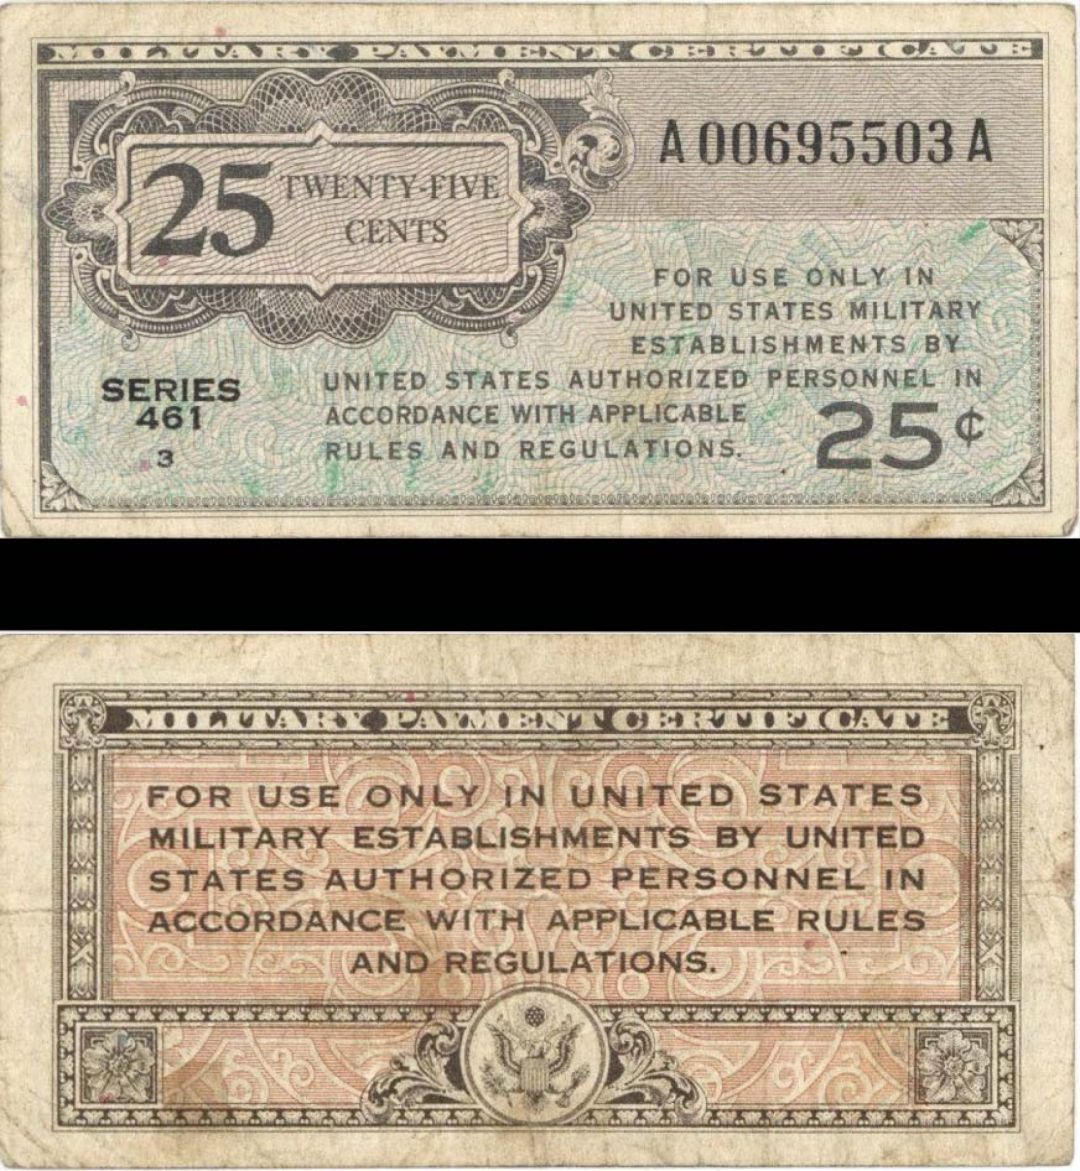 MILITARY PAYMENT CERTIFICATE
A00695503A
25 TWENTY-FIVE
CENTS
FOR USE ONLY IN
UNITED STATES MILITARY
ESTABLISHMENTS BY
UNITED STATES AUTHORIZED PERSONNEL IN
ACCORDANCE WITH APPLICABLE
RULES AND REGULATIONS.
SERIES
461
3
25¢
MILITARY PAYMENT CERTIFICATE
FOR USE ONLY IN UNITED STATES
MILITARY ESTABLISHMENTS BY UNITED
STATES AUTHORIZED PERSONNEL IN
ACCORDANCE WITH APPLICABLE RULES
AND REGULATIONS.